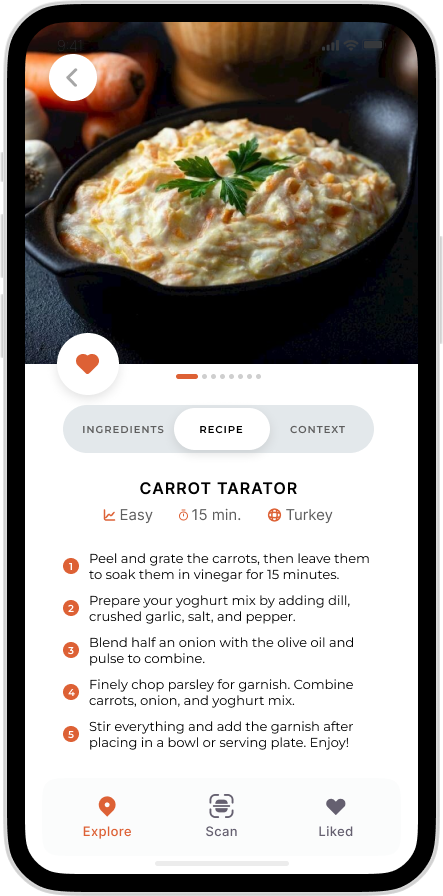 9:41
INGREDIENTS RECIPE CONTEXT
CARROT TARATOR
Easy 15 min. Turkey
1 Peel and grate the carrots, then leave them
to soak them in vinegar for 15 minutes.
2 Prepare your yoghurt mix by adding dill,
crushed garlic, salt, and pepper.
3 Blend half an onion with the olive oil and
pulse to combine.
4 Finely chop parsley for garnish. Combine
carrots, onion, and yoghurt mix.
5 Stir everything and add the garnish after
placing in a bowl or serving plate. Enjoy!
Explore Scan Liked